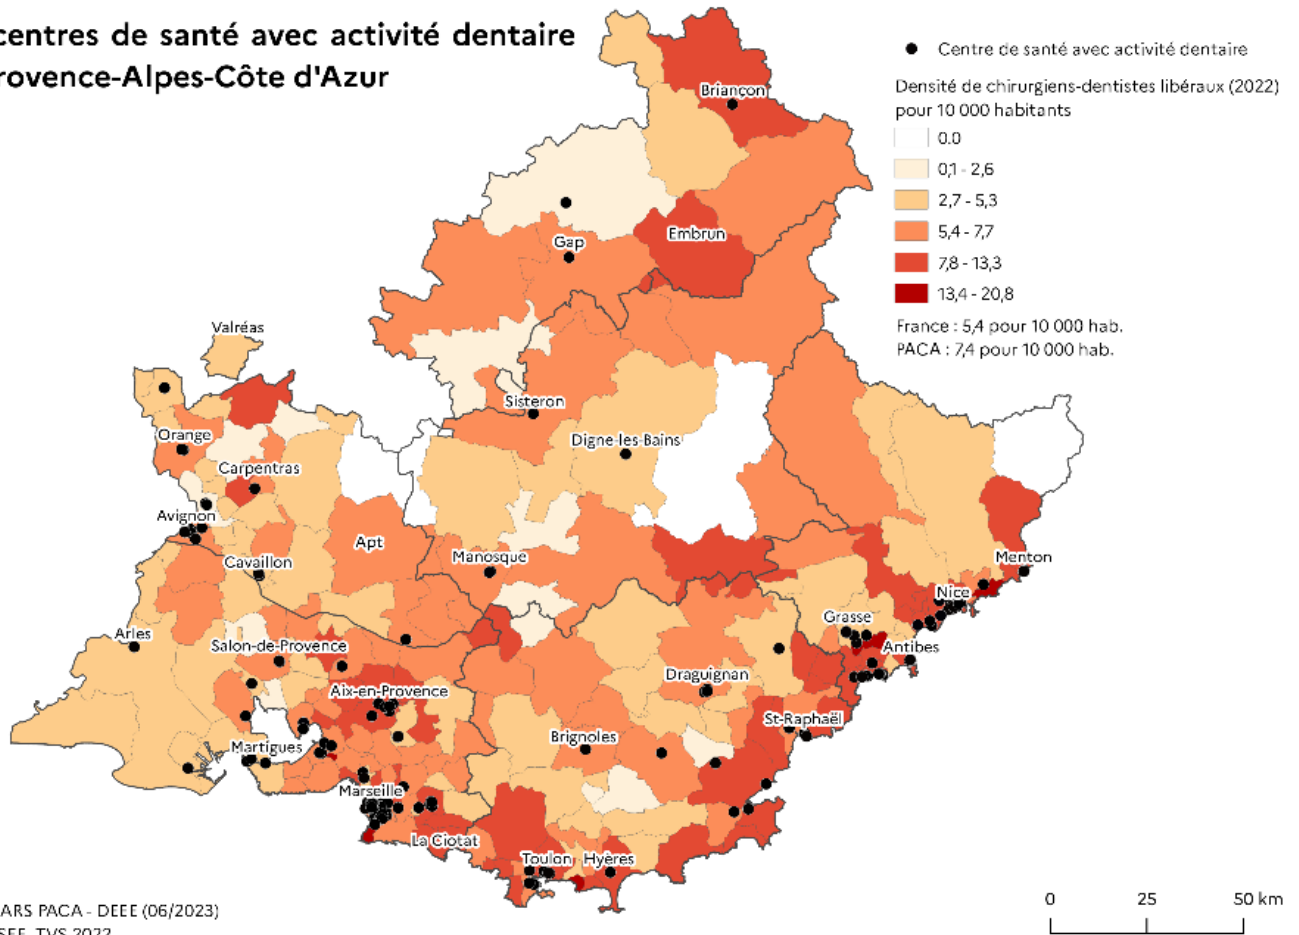 centres de santé avec activité dentaire
rovence-Alpes-Côte d'Azur
Centre de santé avec activité dentaire
Densité de chirurgiens-dentistes libéraux (2022)
pour 10 000 habitants
0.0
0,1 - 2,6
2,7 - 5,3
5,4 - 7,7
7,8 - 13,3
13,4 - 20,8
France : 5,4 pour 10 000 hab.
PACA : 7,4 pour 10 000 hab.
Briançon
Embrun
Gap
Valréas
Sisteron
Orange
Digne-les-Bains
Carpentras
Avignon
Apt
Cavaillon
Manosque
Menton
Nice
Grasse
Arles
Salon-de-Provence
Antibes
Draguignan
Aix-en-Provence
St-Raphaël
Brignoles
Martigues
Marseille
La Ciotat
Toulon
Hyères
0 25 50 km
ARS PACA - DEEE (06/2023)
SEE, TVS 2022